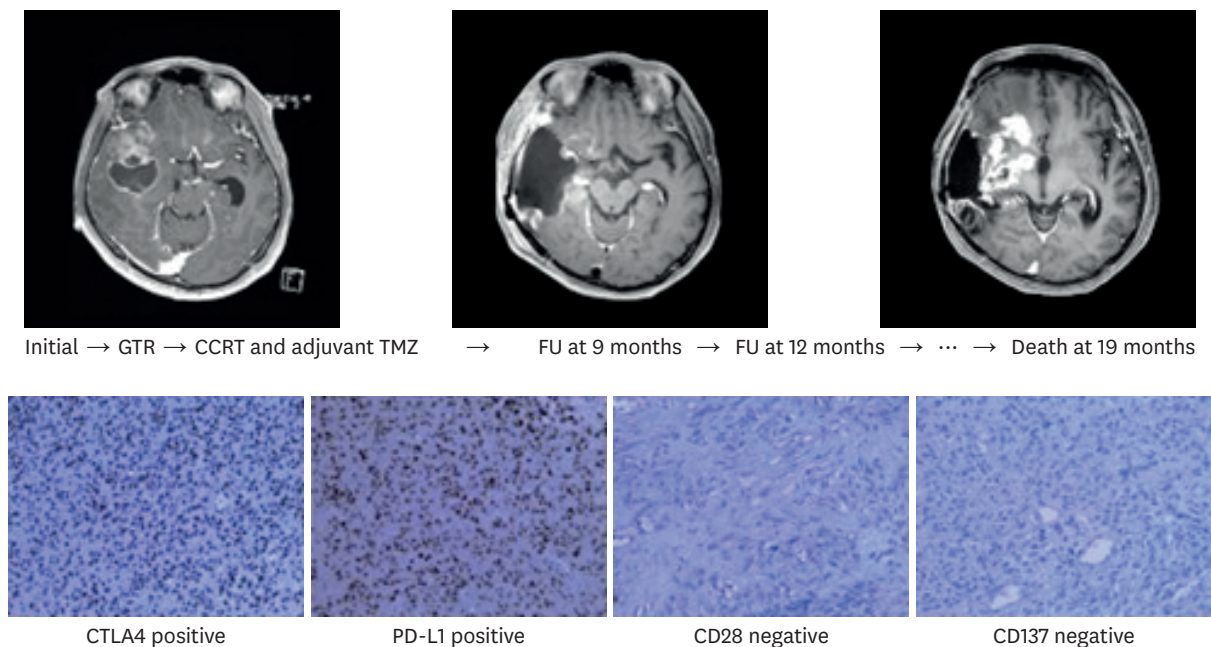 Initial → GTR → CCRT and adjuvant TMZ → FU at 9 months → FU at 12 months → ... → Death at 19 months
CTLA4 positive
PD-L1 positive
CD28 negative
CD137 negative